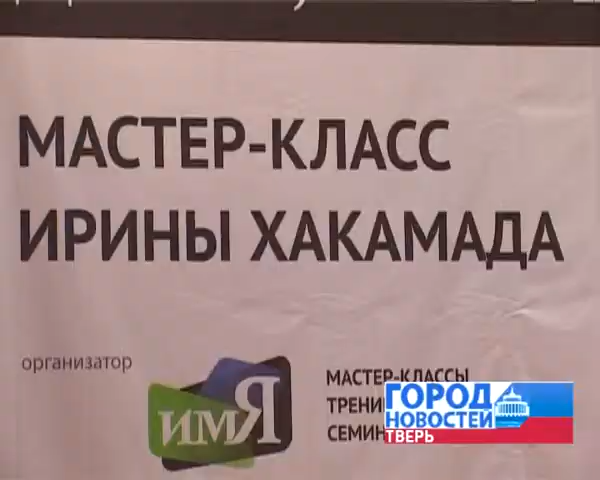 МАСТЕР-КЛАСС
ИРИНЫ ХАКАМАДА
организатор
имЯ
МАСТЕР-КЛАССЫ
ГОРОД
НОВОСТЕЙ
ТВЕРЬ